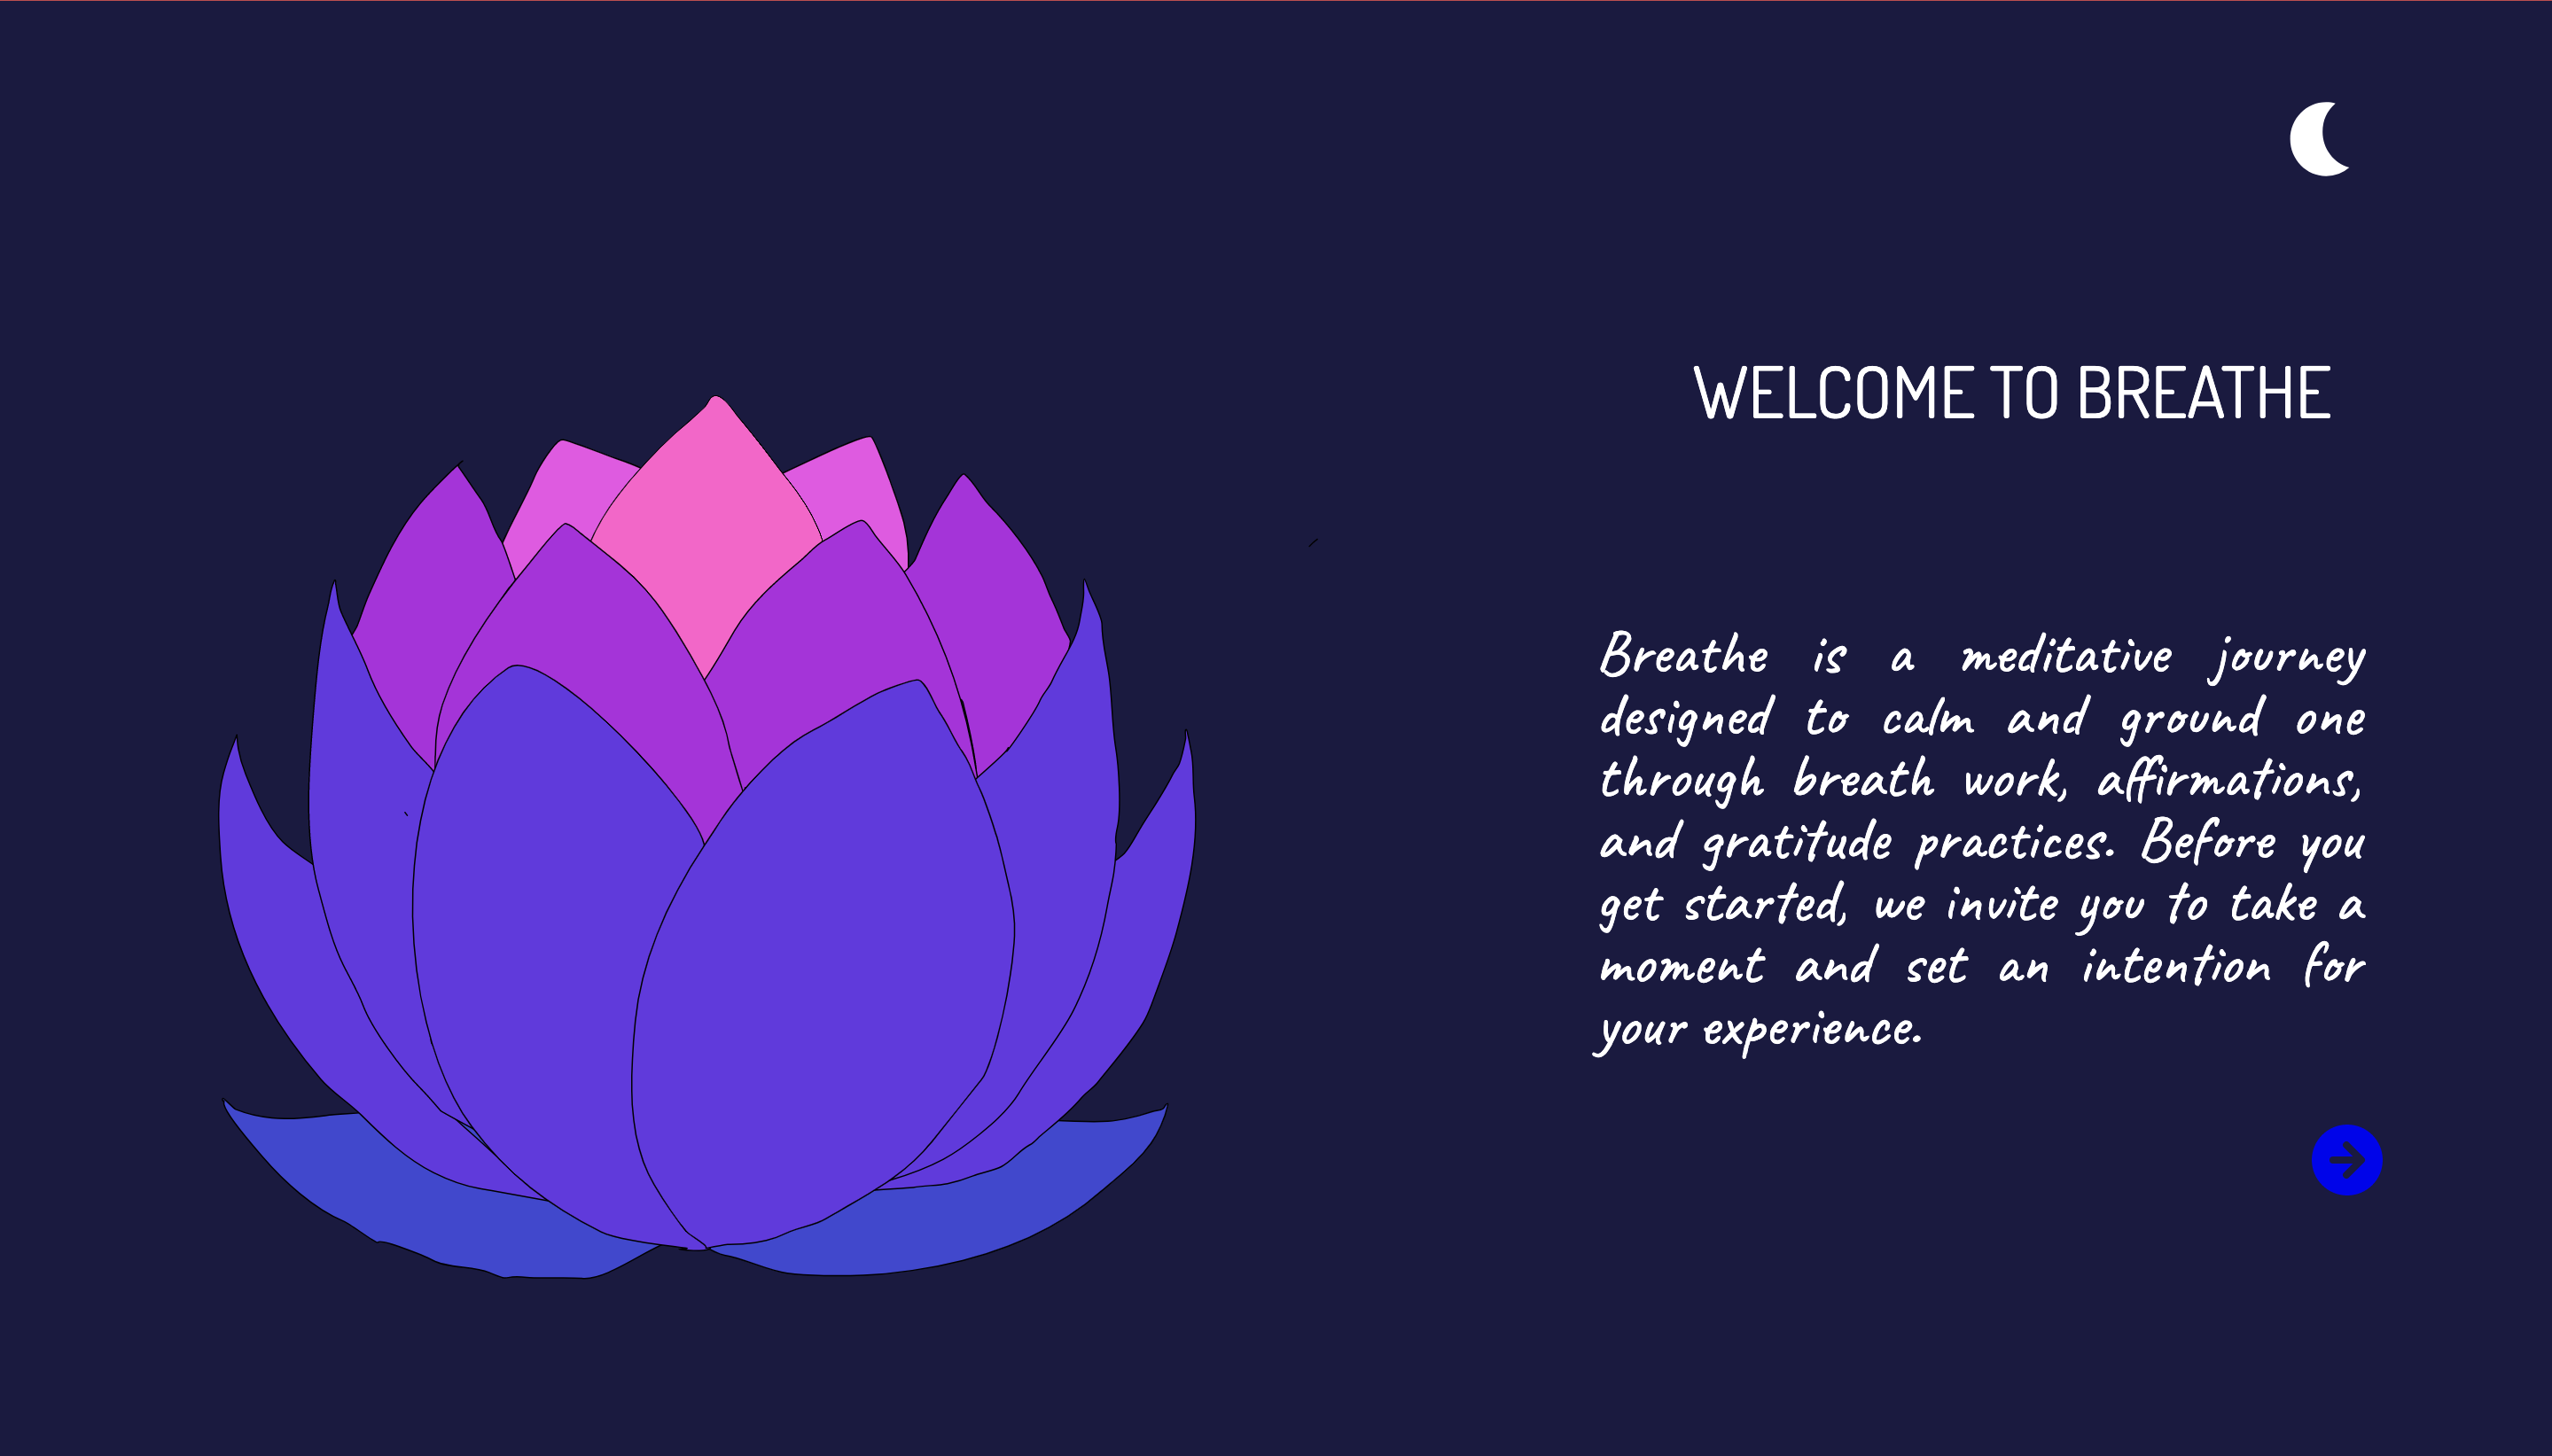 WELCOME TO BREATHE
Breathe is a meditative journey
designed to calm and ground one
through breath work, affirmations,
and gratitude practices. Before you
get started, we invite you to take a
moment and set an intention for
your experience.